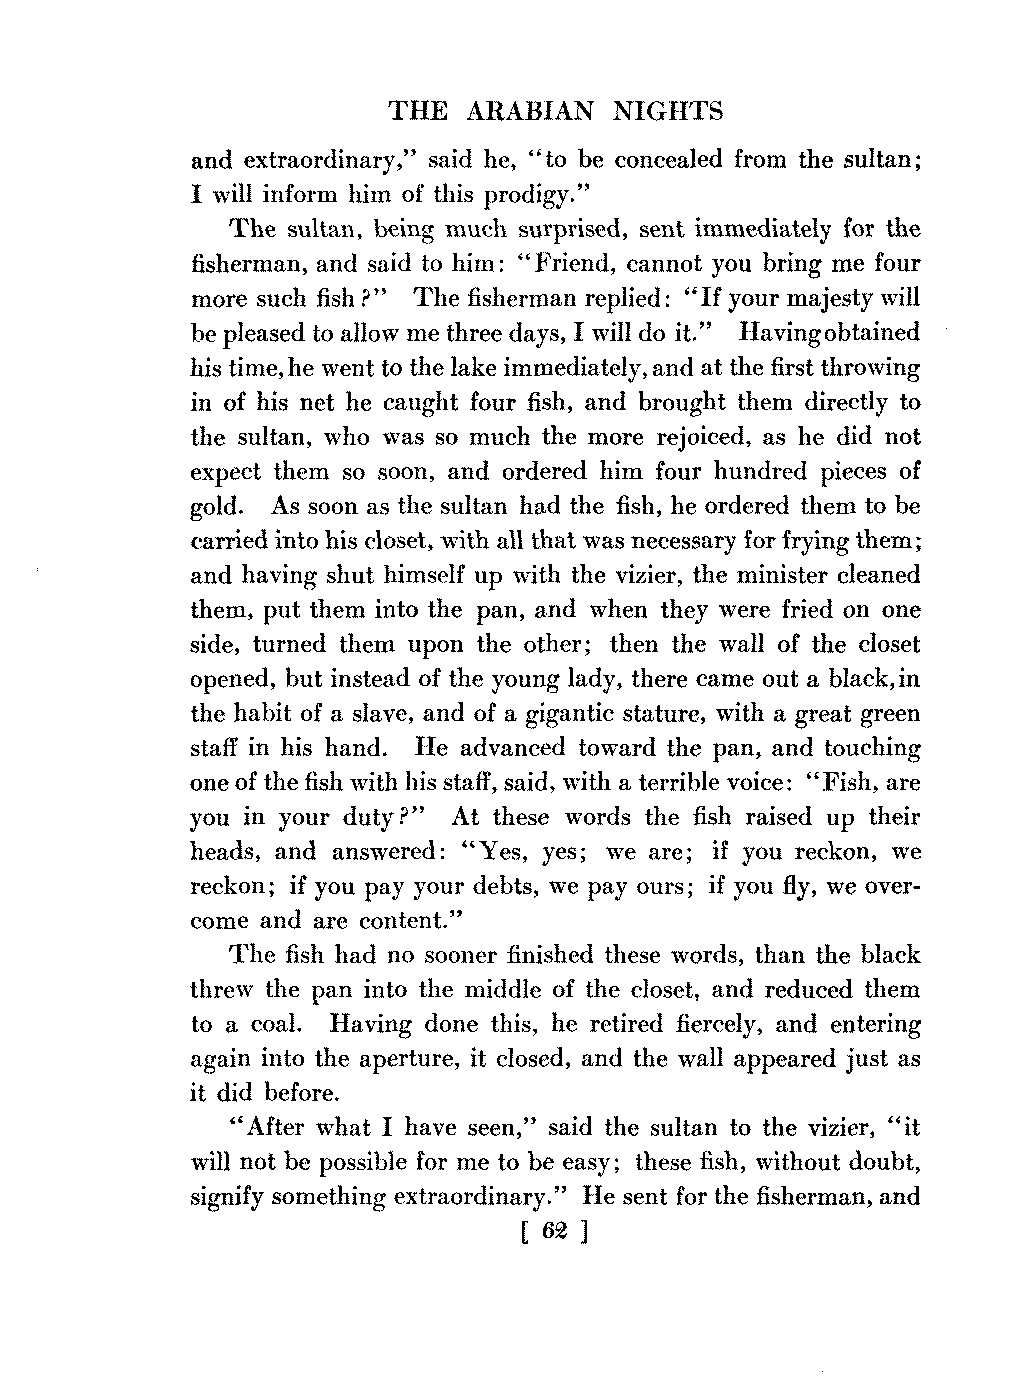 THE ARABIAN NIGHTS
and extraordinary,” said he, “to be concealed from the sultan;
I will inform him of this prodigy.”
The sultan, being much surprised, sent immediately for the
fisherman, and said to him: “Friend, cannot you bring me four
more such fish?” The fisherman replied: “If your majesty will
be pleased to allow me three days, I will do it.” Having obtained
his time, he went to the lake immediately, and at the first throwing
in of his net he caught four fish, and brought them directly to
the sultan, who was so much the more rejoiced, as he did not
expect them so soon, and ordered him four hundred pieces of
gold. As soon as the sultan had the fish, he ordered them to be
carried into his closet, with all that was necessary for frying them;
and having shut himself up with the vizier, the minister cleaned
them, put them into the pan, and when they were fried on one
side, turned them upon the other; then the wall of the closet
opened, but instead of the young lady, there came out a black, in
the habit of a slave, and of a gigantic stature, with a great green
staff in his hand. He advanced toward the pan, and touching
one of the fish with his staff, said, with a terrible voice: “Fish, are
you in your duty?” At these words the fish raised up their
heads, and answered: “Yes, yes; we are; if you reckon, we
reckon; if you pay your debts, we pay ours; if you fly, we over-
come and are content.”
The fish had no sooner finished these words, than the black
threw the pan into the middle of the closet, and reduced them
to a coal. Having done this, he retired fiercely, and entering
again into the aperture, it closed, and the wall appeared just as
it did before.
“After what I have seen,” said the sultan to the vizier, “it
will not be possible for me to be easy; these fish, without doubt,
signify something extraordinary.” He sent for the fisherman, and
[ 62 ]